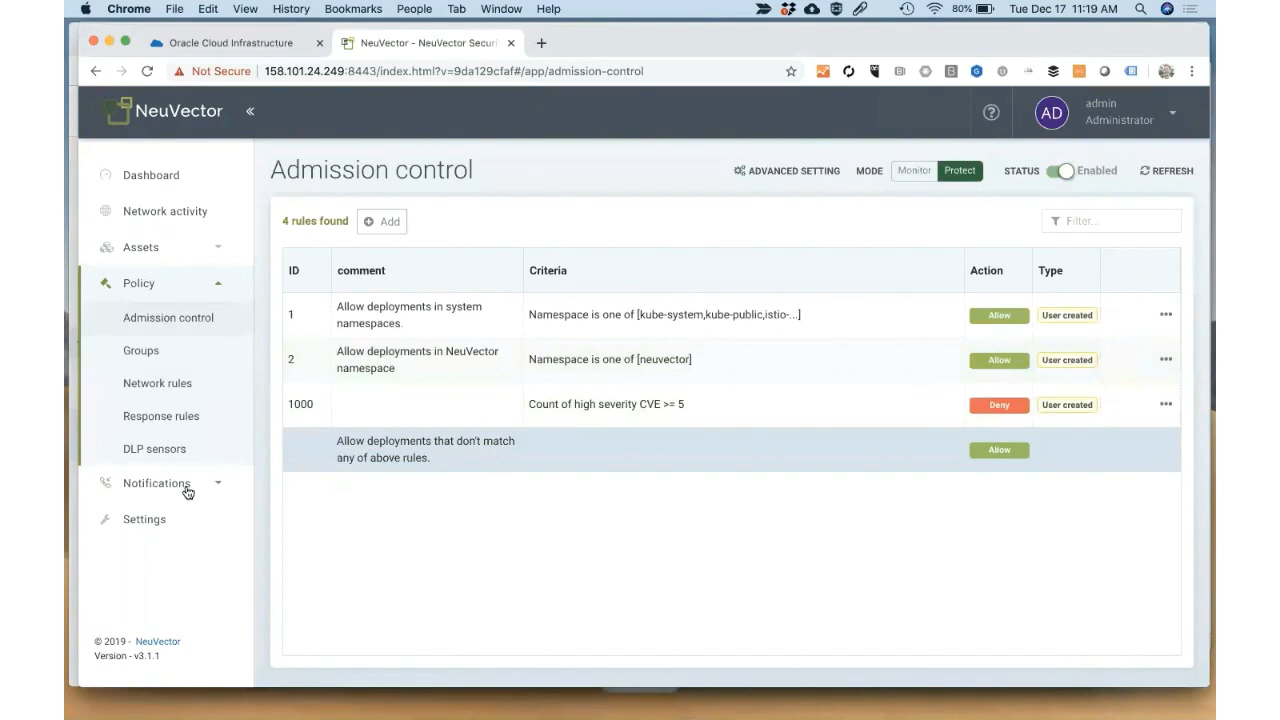 Chrome File Edit View History Bookmarks People Tab Window Help 80% Tue Dec 17 11:19 AM
Oracle Cloud Infrastructure NeuVector - NeuVector Securi
Not Secure 158.101.24.249:8443/index.html?v=9da129cfaf#/app/admission-control
NeuVector « AD admin
Administrator
Dashboard
Network activity
Assets
Policy
Admission control
Groups
Network rules
Response rules
DLP sensors
Notifications
Settings
© 2019 - NeuVector
Version - v3.1.1
Admission control ADVANCED SETTING MODE Monitor Protect STATUS Enabled REFRESH
4 rules found Add Filter...
ID comment Criteria Action Type
1 Allow deployments in system
namespaces. Namespace is one of [kube-system,kube-public,istio-...] Allow User created
2 Allow deployments in NeuVector
namespace Namespace is one of [neuvector] Allow User created
1000 Count of high severity CVE >= 5 Deny User created
Allow deployments that don't match
any of above rules. Allow